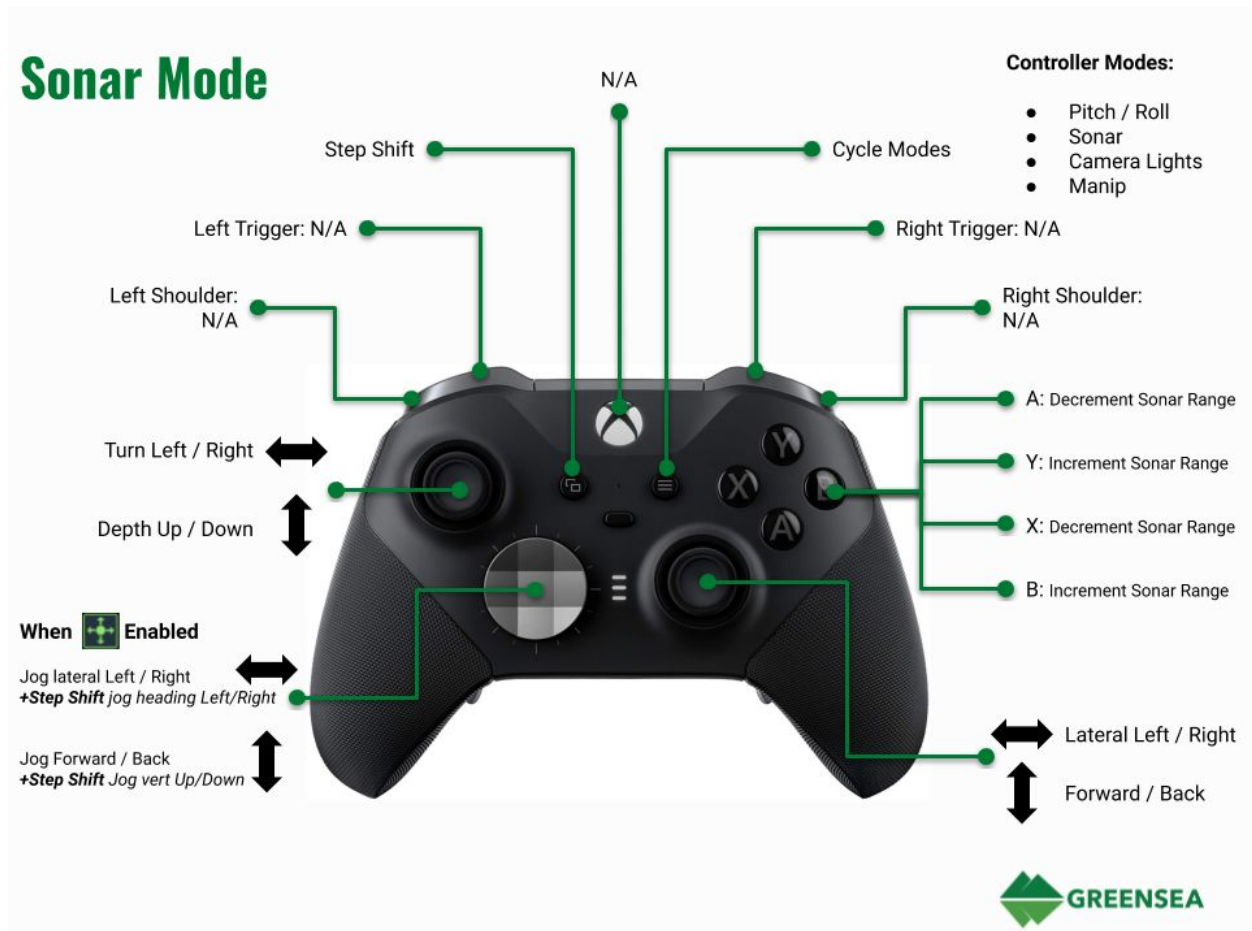 Sonar Mode
N/A
Controller Modes:
● Pitch / Roll
● Sonar
● Camera Lights
● Manip
Step Shift
Cycle Modes
Left Trigger: N/A
Right Trigger: N/A
Left Shoulder:
N/A
Right Shoulder:
N/A
A: Decrement Sonar Range
Y: Increment Sonar Range
X: Decrement Sonar Range
B: Increment Sonar Range
Y
X
B
A
Turn Left / Right
Depth Up / Down
When Enabled
Jog lateral Left / Right
+Step Shift jog heading Left/Right
Jog Forward / Back
+Step Shift Jog vert Up/Down
Lateral Left / Right
Forward / Back
GREENSEA